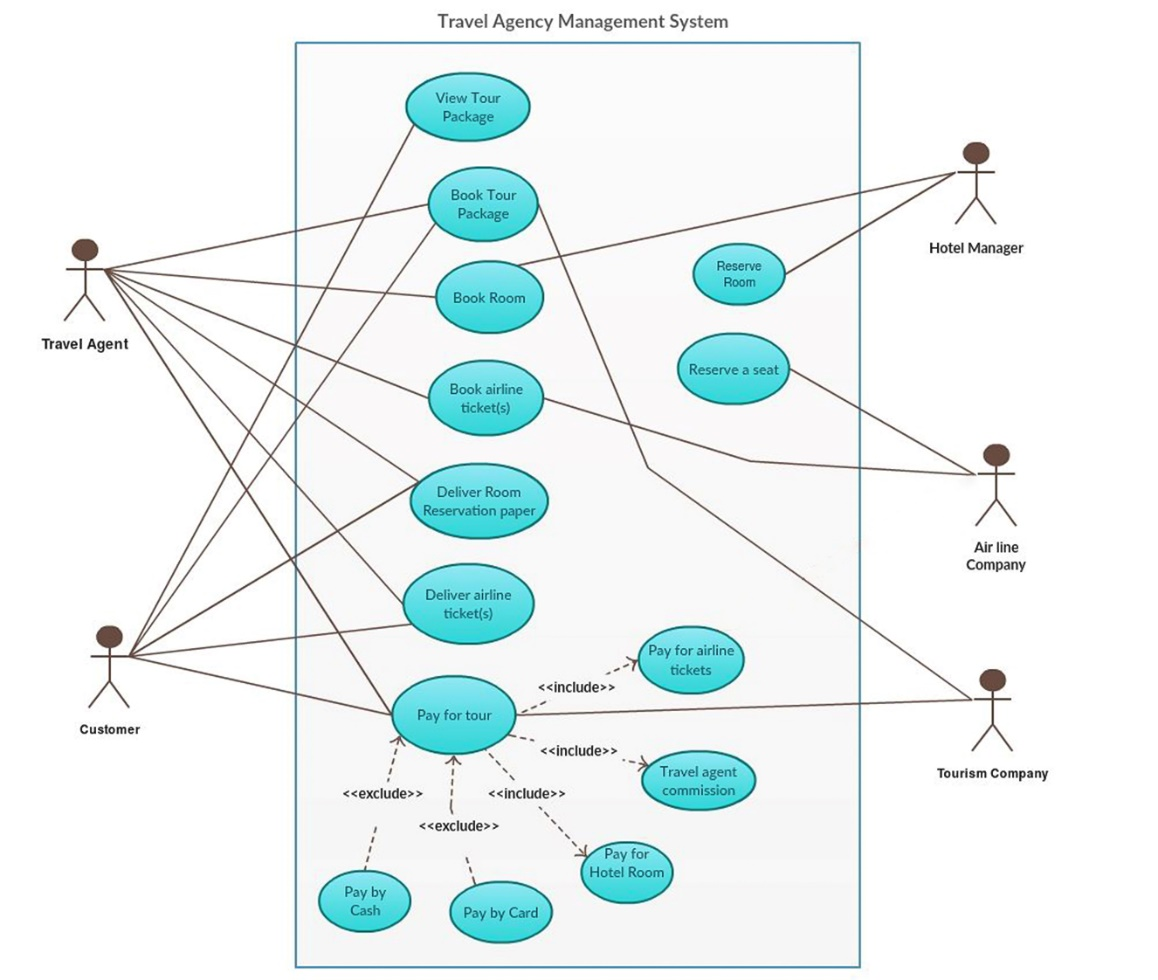 Travel Agency Management System
View Tour
Package
Book Tour
Package
Hotel Manager
Reserve
Room
Book Room
Travel Agent
Reserve a seat
Book airline
ticket(s)
Deliver Room
Reservation paper
Air line
Company
Deliver airline
ticket(s)
Pay for airline
tickets
<<include>>
Pay for tour
Customer
<<include>>
Travel agent
commission
Tourism Company
<<exclude>>
<<include>>
<<exclude>>
Pay for
Hotel Room
Pay by
Cash
Pay by Card